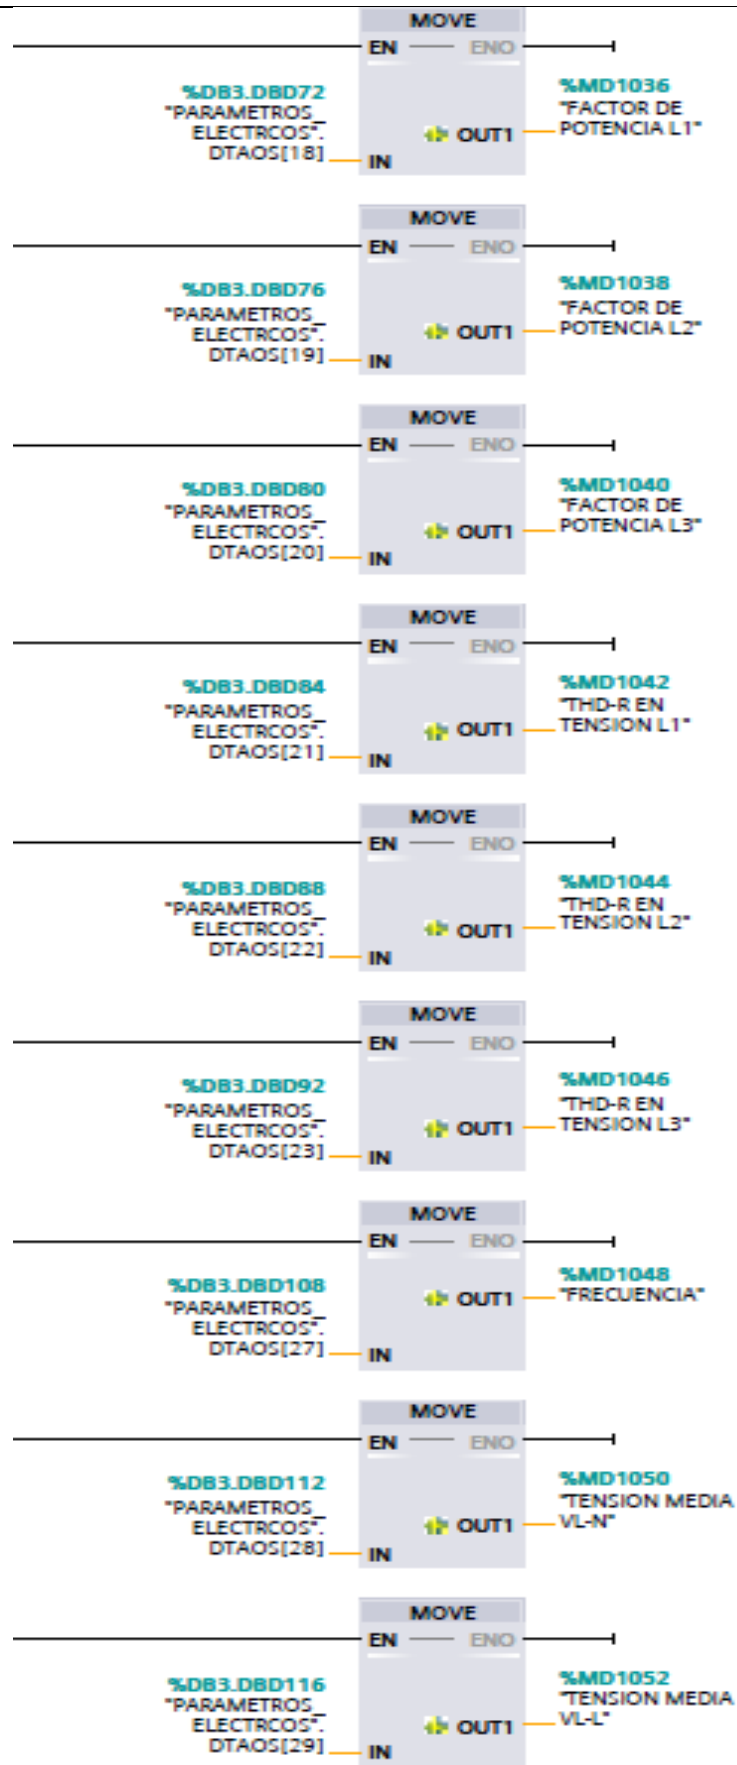 MOVE
EN ENO
%DB3.DBD72
"PARAMETROS_
ELECTRCOS".
DTAOS[18]
IN
OUT1
%MD1036
"FACTOR DE
POTENCIA L1"
MOVE
EN ENO
%DB3.DBD76
"PARAMETROS_
ELECTRCOS".
DTAOS[19]
IN
OUT1
%MD1038
"FACTOR DE
POTENCIA L2"
MOVE
EN ENO
%DB3.DBD80
"PARAMETROS_
ELECTRCOS".
DTAOS[20]
IN
OUT1
%MD1040
"FACTOR DE
POTENCIA L3"
MOVE
EN ENO
%DB3.DBD84
"PARAMETROS_
ELECTRCOS".
DTAOS[21]
IN
OUT1
%MD1042
"THD-R EN
TENSION L1"
MOVE
EN ENO
%DB3.DBD88
"PARAMETROS_
ELECTRCOS".
DTAOS[22]
IN
OUT1
%MD1044
"THD-R EN
TENSION L2"
MOVE
EN ENO
%DB3.DBD92
"PARAMETROS_
ELECTRCOS".
DTAOS[23]
IN
OUT1
%MD1046
"THD-R EN
TENSION L3"
MOVE
EN ENO
%DB3.DBD108
"PARAMETROS_
ELECTRCOS".
DTAOS[27]
IN
OUT1
%MD1048
"FRECUENCIA"
MOVE
EN ENO
%DB3.DBD112
"PARAMETROS_
ELECTRCOS".
DTAOS[28]
IN
OUT1
%MD1050
"TENSION MEDIA
VL-N"
MOVE
EN ENO
%DB3.DBD116
"PARAMETROS_
ELECTRCOS".
DTAOS[29]
IN
OUT1
%MD1052
"TENSION MEDIA
VL-L"